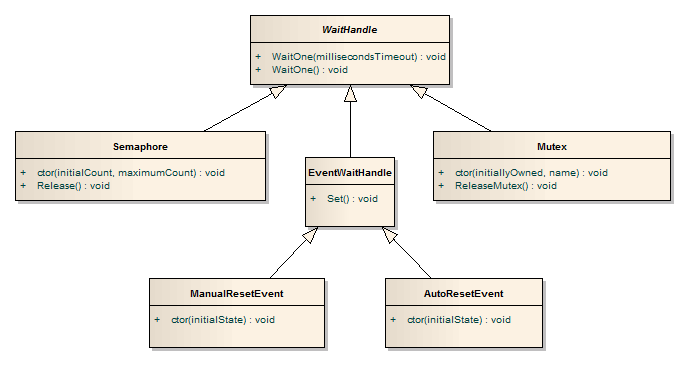 WaitHandle
+ WaitOne(millisecondsTimeout) : void
+ WaitOne() : void
Semaphore
+ ctor(initialCount, maximumCount) : void
+ Release() : void
EventWaitHandle
+ Set() : void
Mutex
+ ctor(initiallyOwned, name) : void
+ ReleaseMutex() : void
ManualResetEvent
+ ctor(initialState) : void
AutoResetEvent
+ ctor(initialState) : void